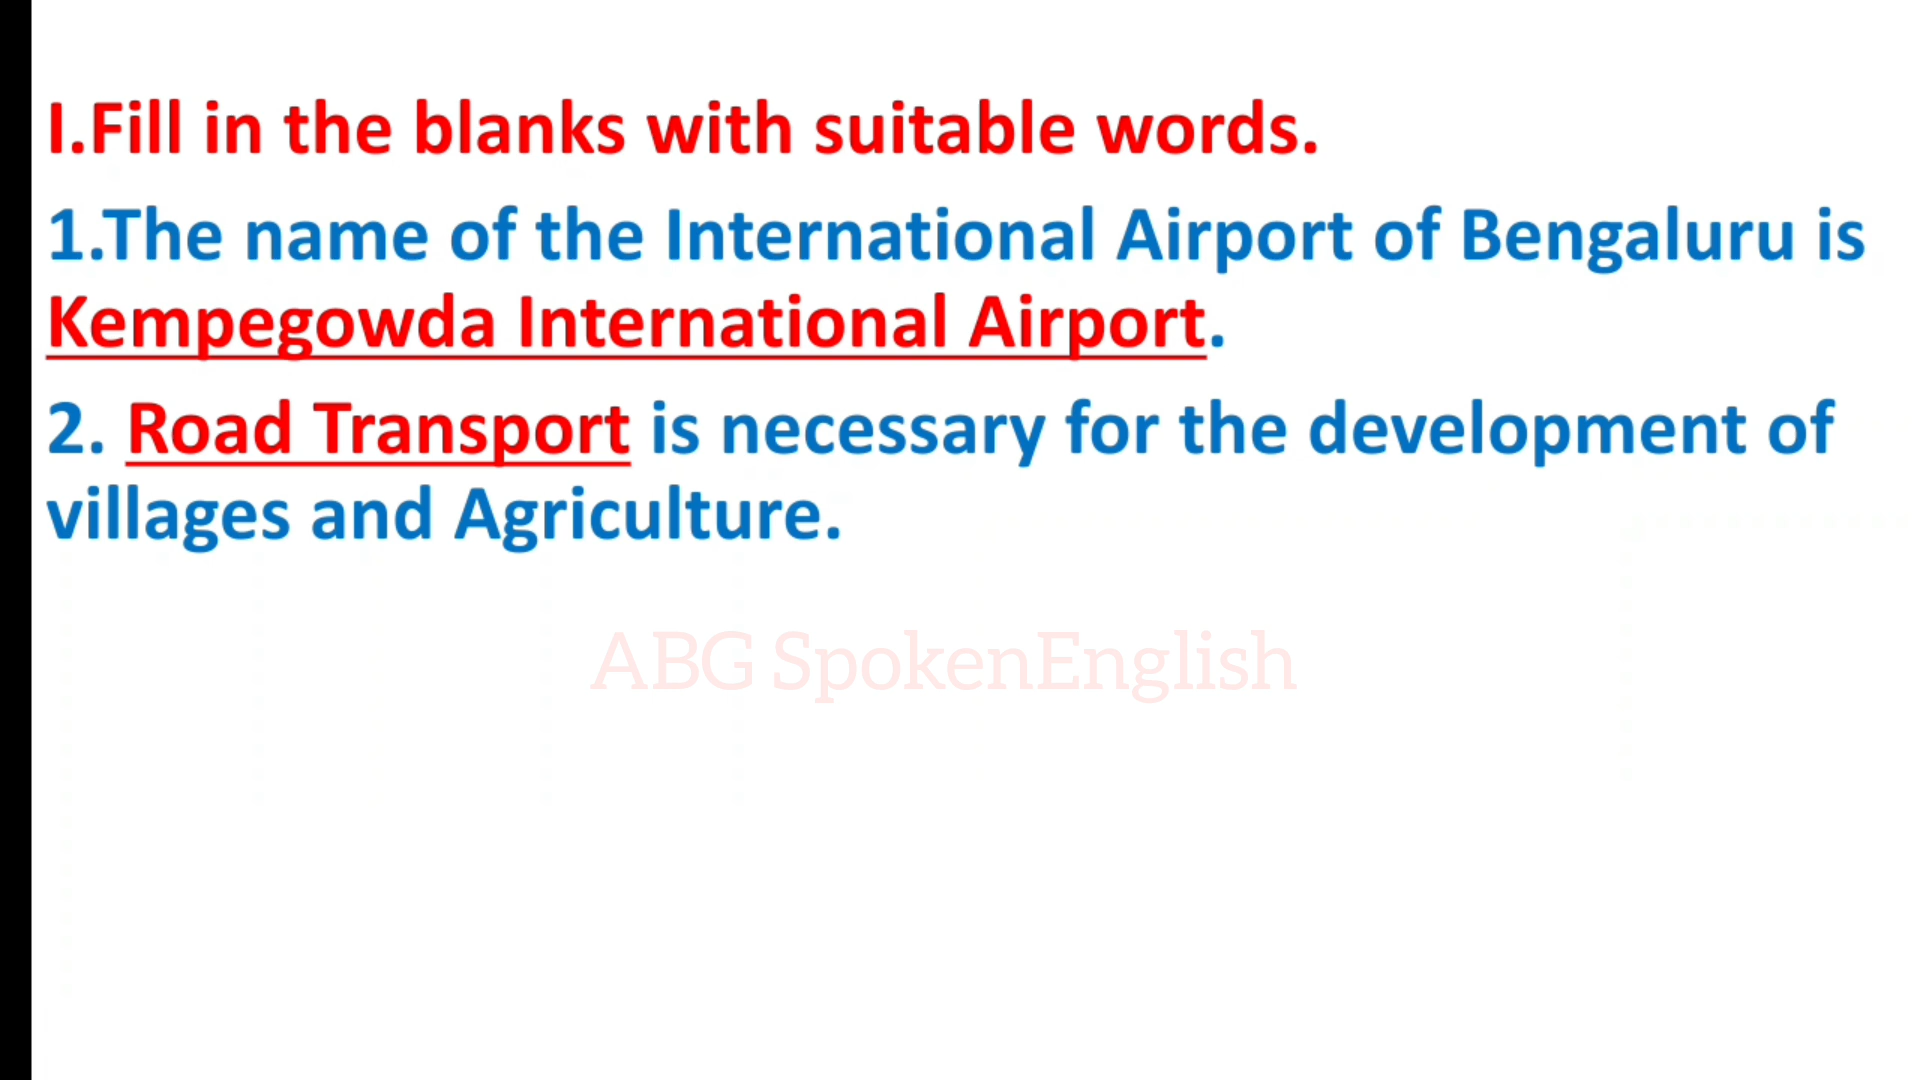 I.Fill in the blanks with suitable words.
1.The name of the International Airport of Bengaluru is
Kempegowda International Airport.
2. Road Transport is necessary for the development of
villages and Agriculture.
ABG SpokenEnglish